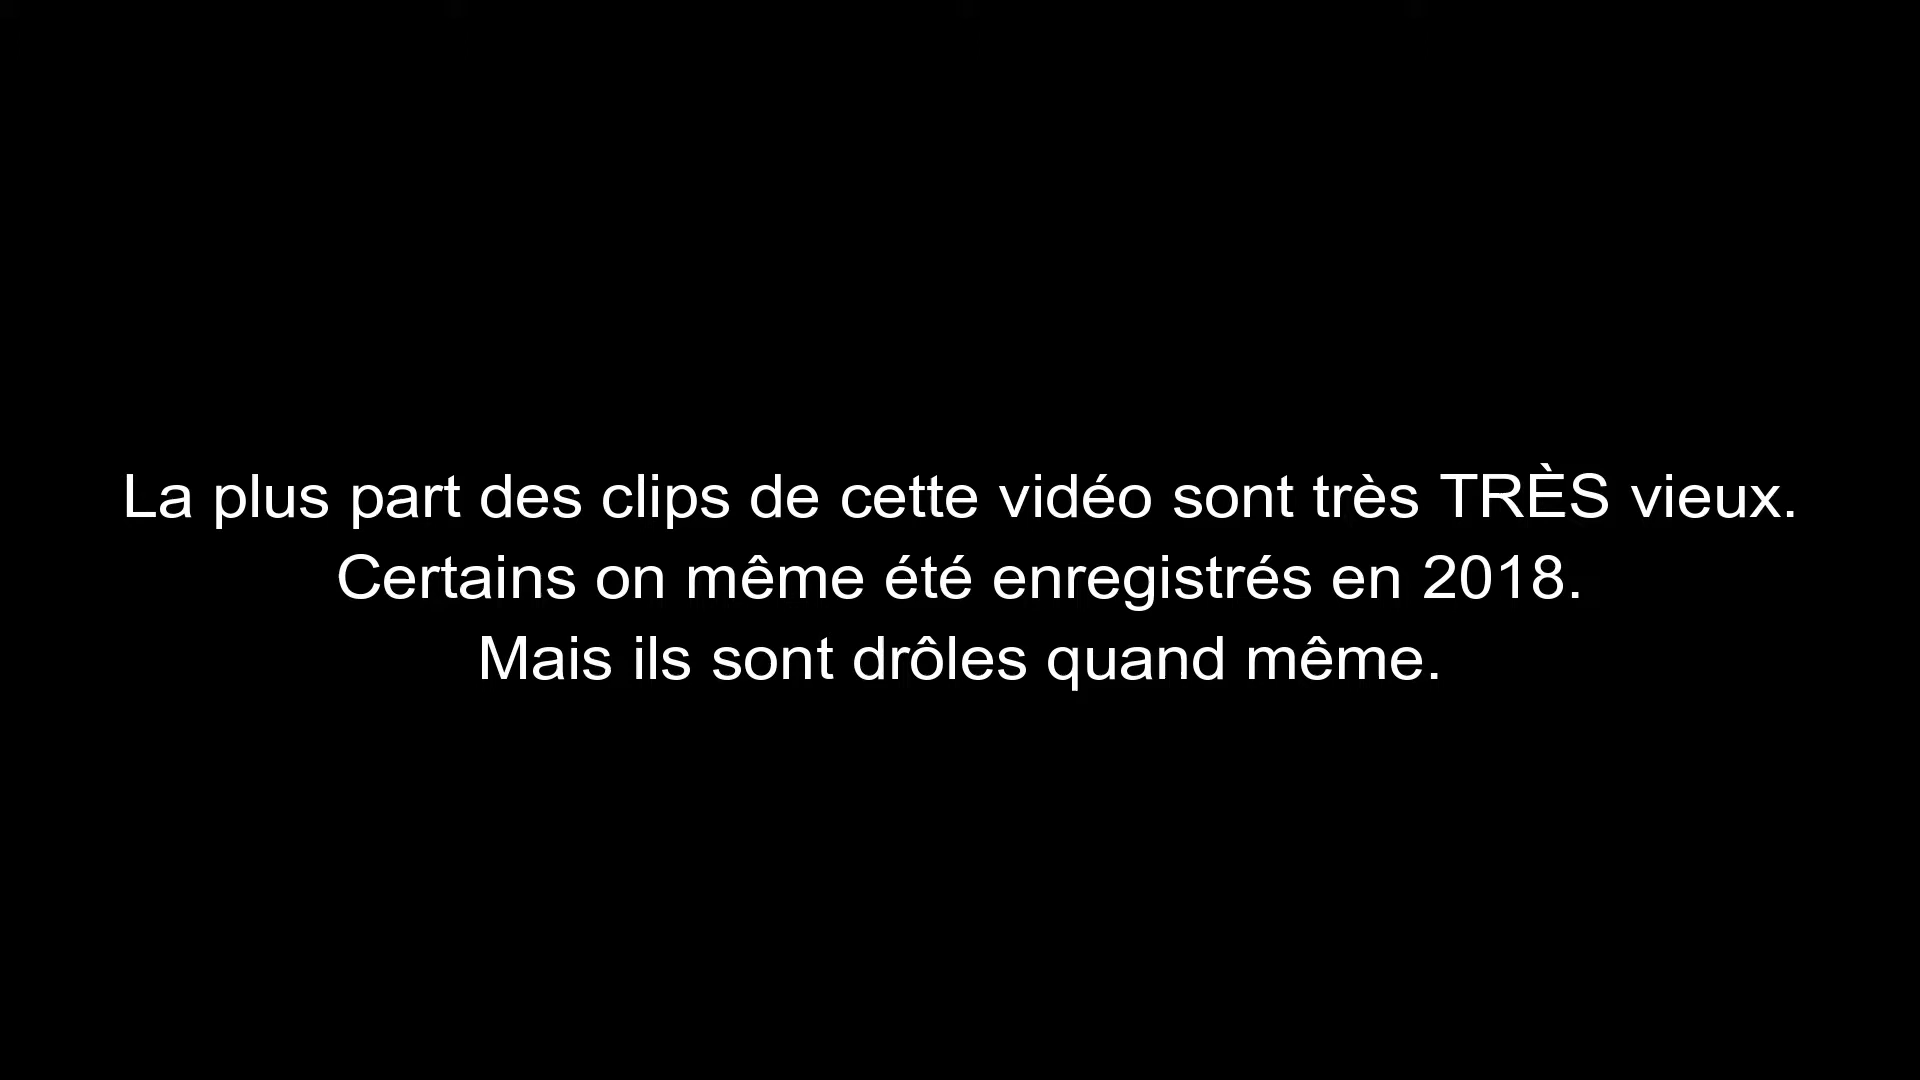 La plus part des clips de cette vidéo sont très TRÈS vieux.
Certains on même été enregistrés en 2018.
Mais ils sont drôles quand même.